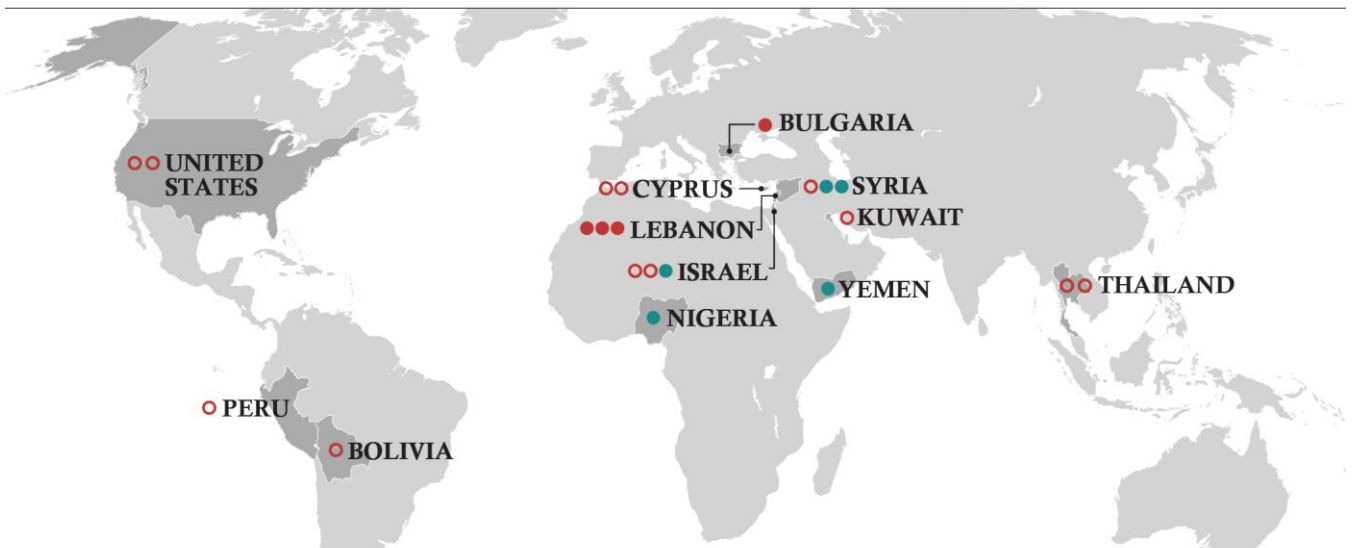 BULGARIA
UNITED
STATES
CYPRUS
SYRIA
KUWAIT
LEBANON
ISRAEL
YEMEN
THAILAND
NIGERIA
PERU
BOLIVIA